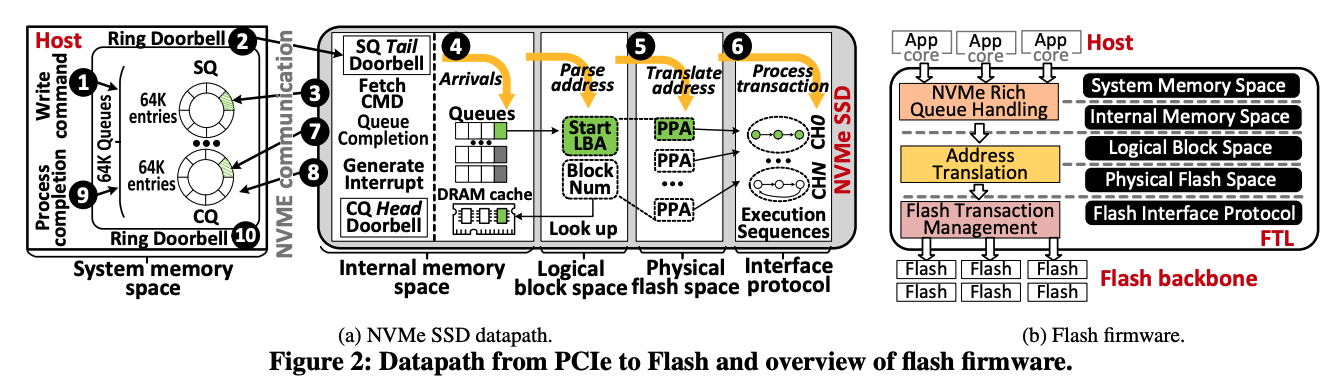 Host
Ring Doorbell 2
NVME communication
Write command
Process completion
1
64K Queues
SQ
64K entries
3
7
64K entries
8
9
CQ
Ring Doorbell 10
System memory space
SQ Tail Doorbell
Fetch CMD
Queue Completion
Generate Interrupt
CQ Head Doorbell
4
Arrivals
Queues
DRAM cache
Internal memory space
Parse address
Start LBA
Block Num
Look up
Logical block space
5
Translate address
PPA
PPA
PPA
Physical flash space
6
Process transaction
CH0
CHN
Execution Sequences
Interface protocol
NVMe SSD
App core
App core
App core
Host
NVMe Rich Queue Handling
Address Translation
Flash Transaction Management
System Memory Space
Internal Memory Space
Logical Block Space
Physical Flash Space
Flash Interface Protocol
FTL
Flash Flash Flash
Flash Flash Flash
Flash backbone
(a) NVMe SSD datapath.
(b) Flash firmware.
Figure 2: Datapath from PCIe to Flash and overview of flash firmware.